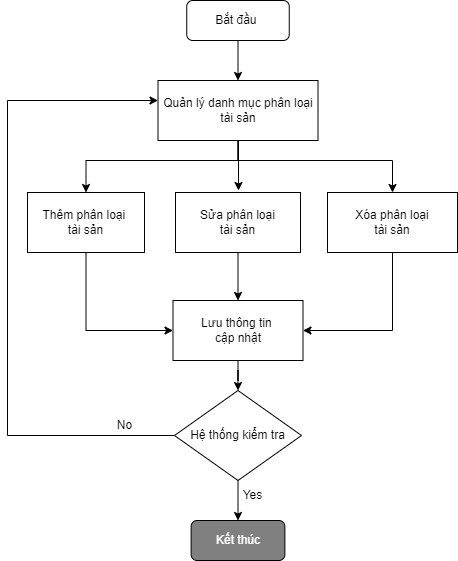 Bắt đầu
Quản lý danh mục phân loại
tài sản
Thêm phân loại
tài sản
Sửa phân loại
tài sản
Xóa phân loại
tài sản
Lưu thông tin
cập nhật
Hệ thống kiểm tra
No
Yes
Kết thúc